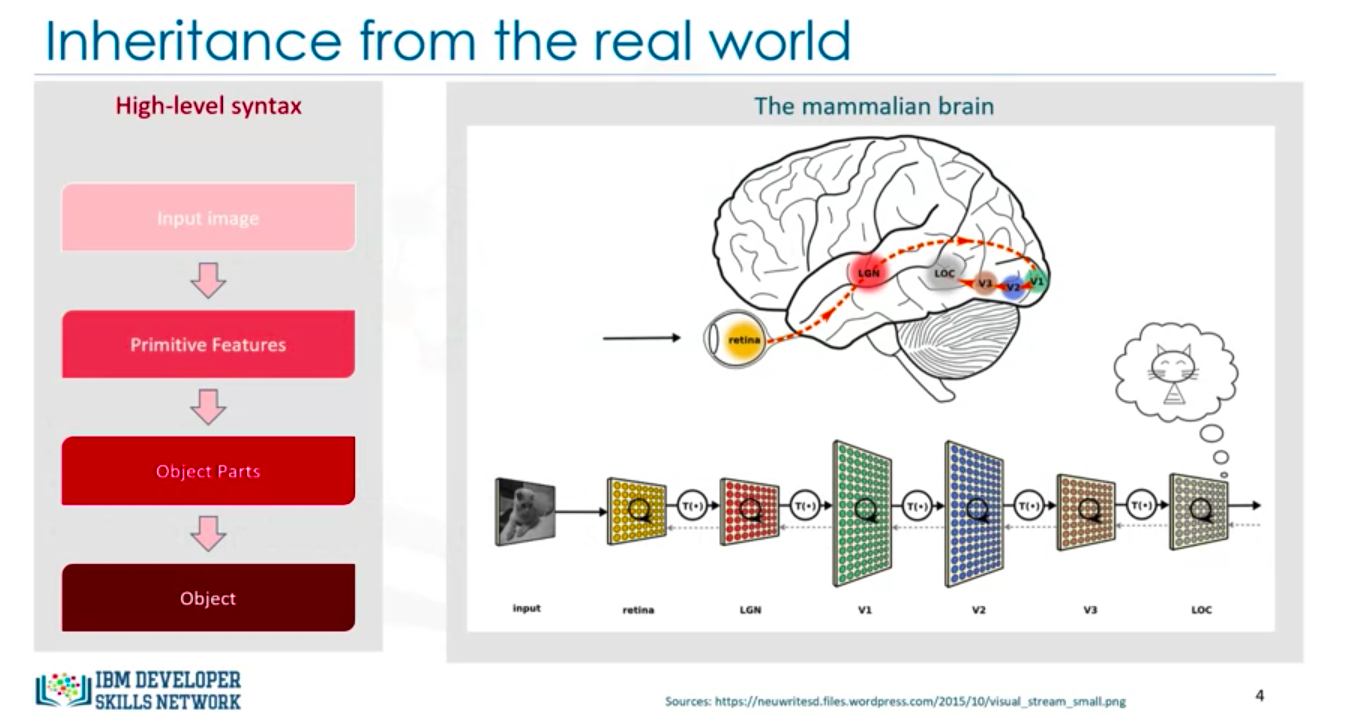 Inheritance from the real world
High-level syntax
Input image
Primitive Features
Object Parts
Object
The mammalian brain
LGN
LOC
V3
V2
V1
retina
T(•)
T(•)
T(•)
T(•)
T(•)
input
retina
LGN
V1
V2
V3
LOC
IBM DEVELOPER
SKILLS NETWORK
Sources: https://neuwritesd.files.wordpress.com/2015/10/visual_stream_small.png
4